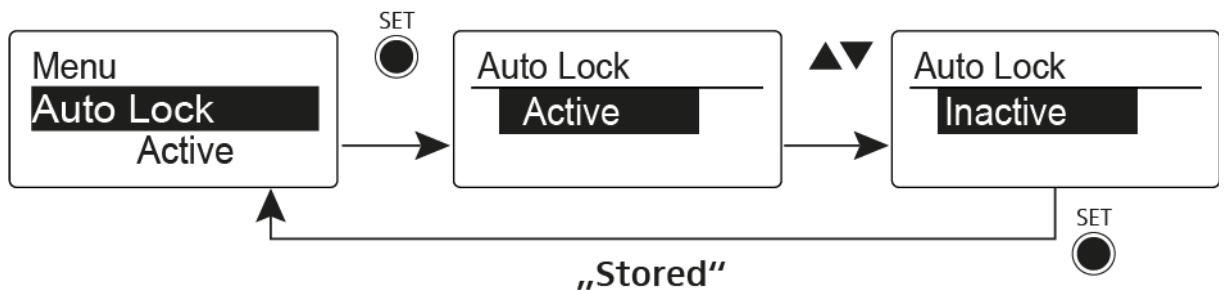 SET
Menu
Auto Lock
Active
Auto Lock
Active
▲▼
Auto Lock
Inactive
SET
„Stored“